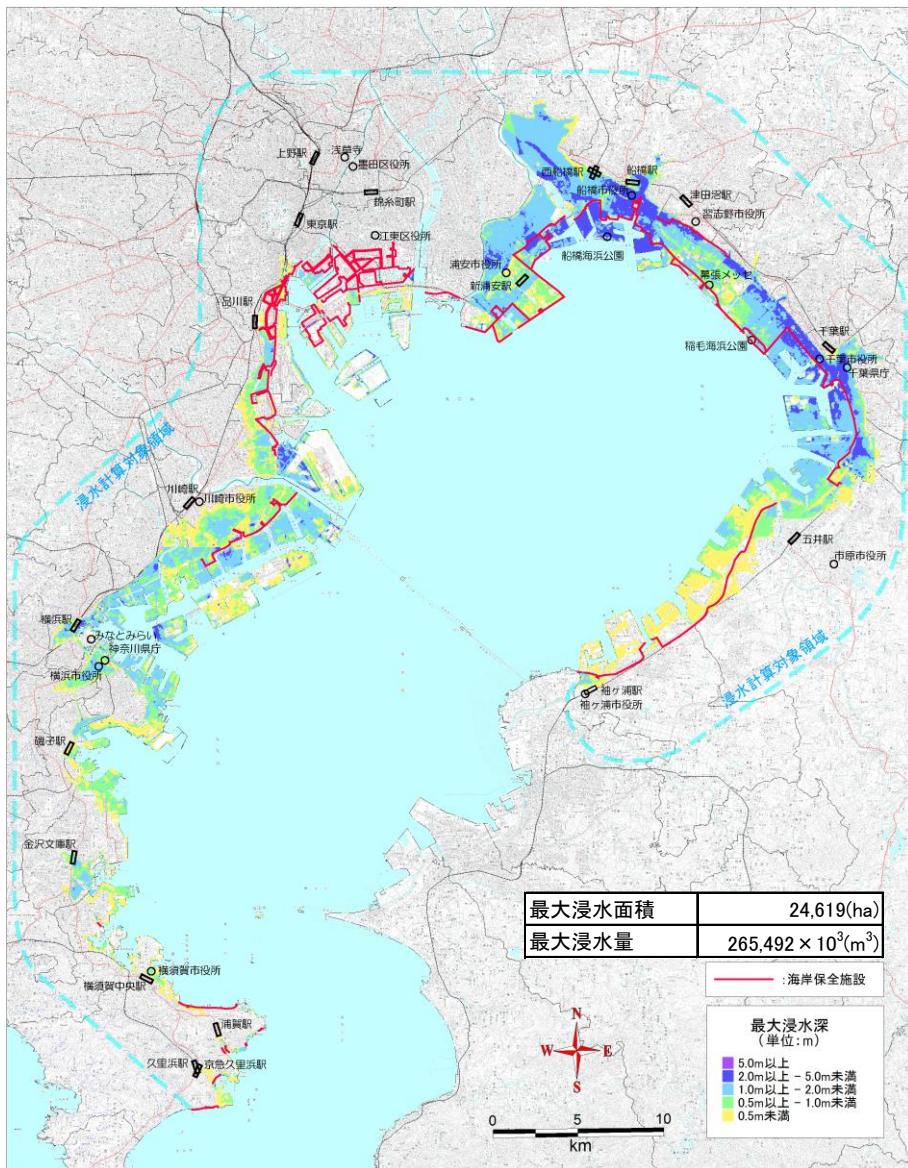 上野駅
浅草寺
墨田区役所
錦糸町駅
東京駅
江東区役所
品川駅
西船橋駅
船橋駅
船橋市役所
津田沼駅
習志野市役所
船橋海浜公園
浦安市役所
新浦安駅
幕張メッセ
稲毛海浜公園
千葉駅
千葉市役所
千葉県庁
浸水計算対象領域
川崎駅
川崎市役所
五井駅
市原市役所
横浜駅
みなとみらい
神奈川県庁
横浜市役所
袖ヶ浦駅
袖ヶ浦市役所
浸水計算対象領域
磯子駅
金沢文庫駅
最大浸水面積 24,619(ha)
最大浸水量 265,492×10³(m³)
横須賀市役所
横須賀中央駅
:海岸保全施設
浦賀駅
久里浜駅
京急久里浜駅
N
W E
S
0 5 10
km
最大浸水深
(単位:m)
5.0m以上
2.0m以上 - 5.0m未満
1.0m以上 - 2.0m未満
0.5m以上 - 1.0m未満
0.5m未満